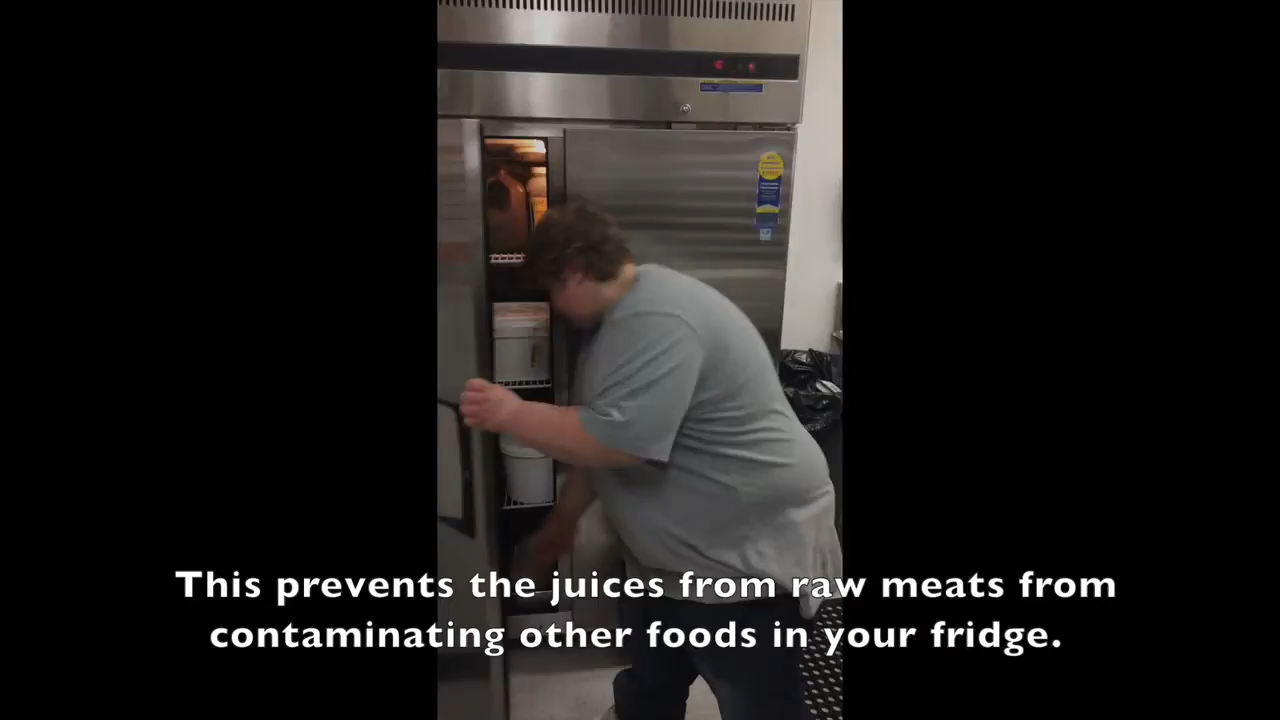 This prevents the juices from raw meats from
contaminating other foods in your fridge.